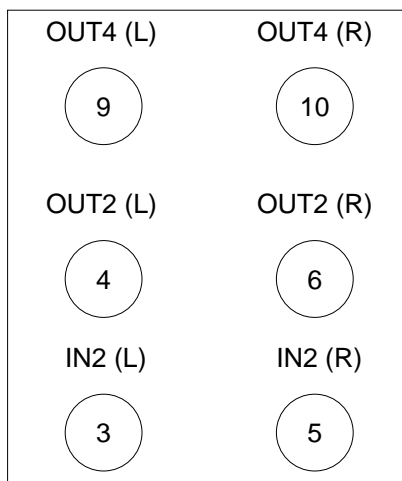 OUT4 (L) OUT4 (R)
9 10
OUT2 (L) OUT2 (R)
4 6
IN2 (L) IN2 (R)
3 5